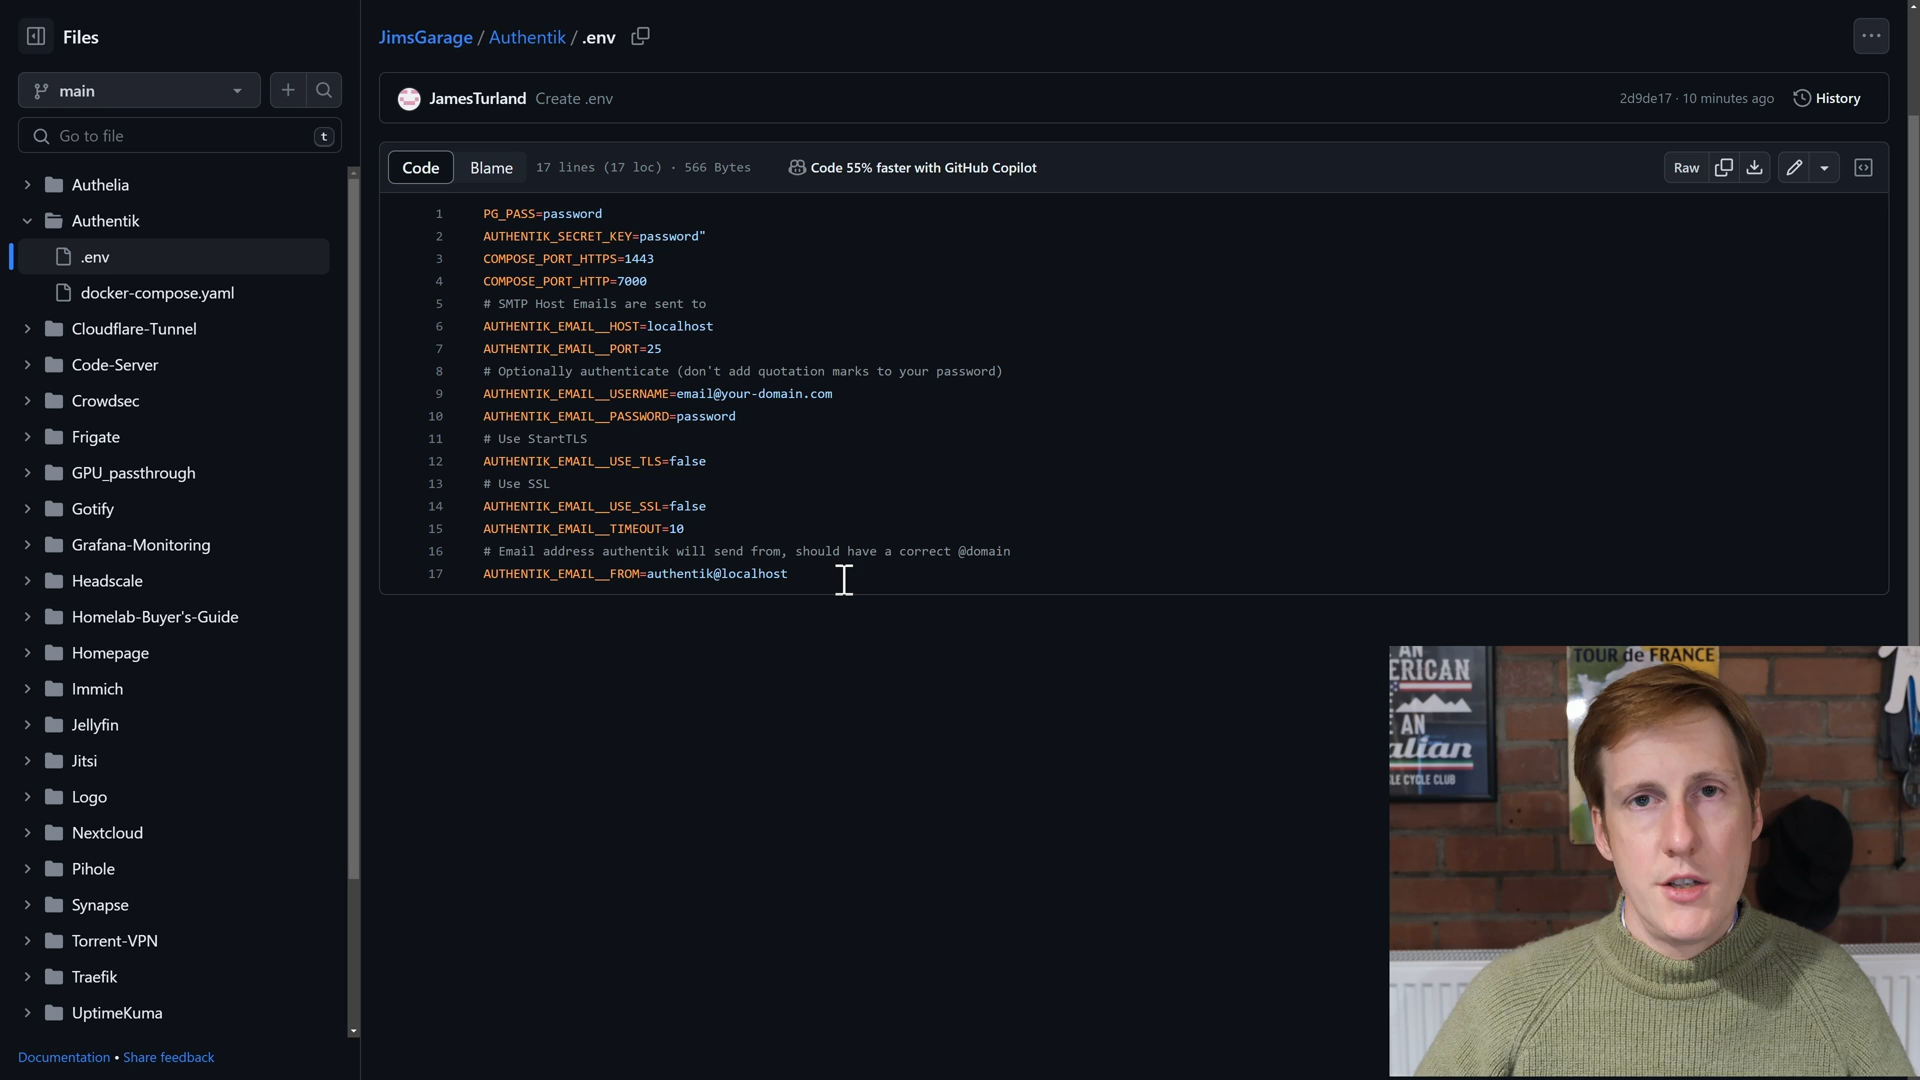 Files
main
Go to file
t
Authelia
Authentik
.env
docker-compose.yaml
Cloudflare-Tunnel
Code-Server
Crowdsec
Frigate
GPU_passthrough
Gotify
Grafana-Monitoring
Headscale
Homelab-Buyer's-Guide
Homepage
Immich
Jellyfin
Jitsi
Logo
Nextcloud
Pihole
Synapse
Torrent-VPN
Traefik
UptimeKuma
Documentation • Share feedback
JimsGarage / Authentik / .env
JamesTurland Create .env
2d9de17 · 10 minutes ago
History
Code Blame 17 lines (17 loc) · 566 Bytes
Code 55% faster with GitHub Copilot
Raw
1 PG_PASS=password
2 AUTHENTIK_SECRET_KEY=password"
3 COMPOSE_PORT_HTTPS=1443
4 COMPOSE_PORT_HTTP=7000
5 # SMTP Host Emails are sent to
6 AUTHENTIK_EMAIL__HOST=localhost
7 AUTHENTIK_EMAIL__PORT=25
8 # Optionally authenticate (don't add quotation marks to your password)
9 AUTHENTIK_EMAIL__USERNAME=email@your-domain.com
10 AUTHENTIK_EMAIL__PASSWORD=password
11 # Use StartTLS
12 AUTHENTIK_EMAIL__USE_TLS=false
13 # Use SSL
14 AUTHENTIK_EMAIL__USE_SSL=false
15 AUTHENTIK_EMAIL__TIMEOUT=10
16 # Email address authentik will send from, should have a correct @domain
17 AUTHENTIK_EMAIL__FROM=authentik@localhost
AN
ERICAN
E AN
alian
LE CYCLE CLUB
TOUR de FRANCE